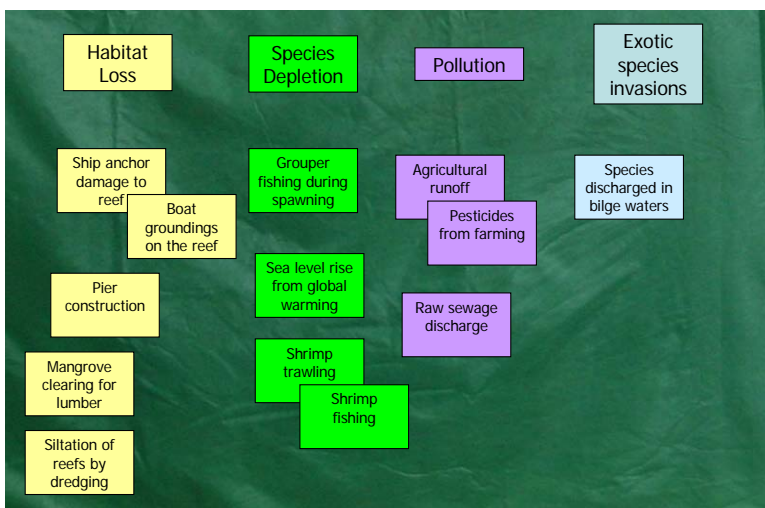 Habitat
Loss
Species
Depletion
Pollution
Exotic
species
invasions
Ship anchor
damage to
reef
Boat
groundings
on the reef
Pier
construction
Mangrove
clearing for
lumber
Siltation of
reefs by
dredging
Grouper
fishing during
spawning
Sea level rise
from global
warming
Shrimp
trawling
Shrimp
fishing
Agricultural
runoff
Pesticides
from farming
Raw sewage
discharge
Species
discharged in
bilge waters